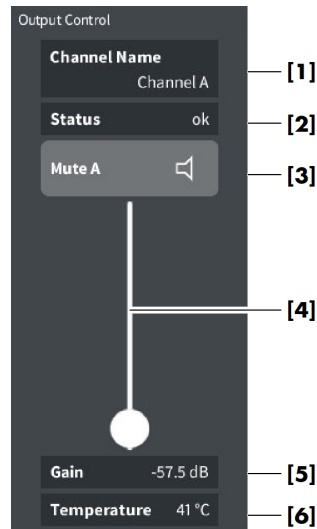 Output Control
Channel Name
Channel A
[1]
Status ok
[2]
Mute A
[3]
[4]
Gain -57.5 dB
[5]
Temperature 41 °C
[6]